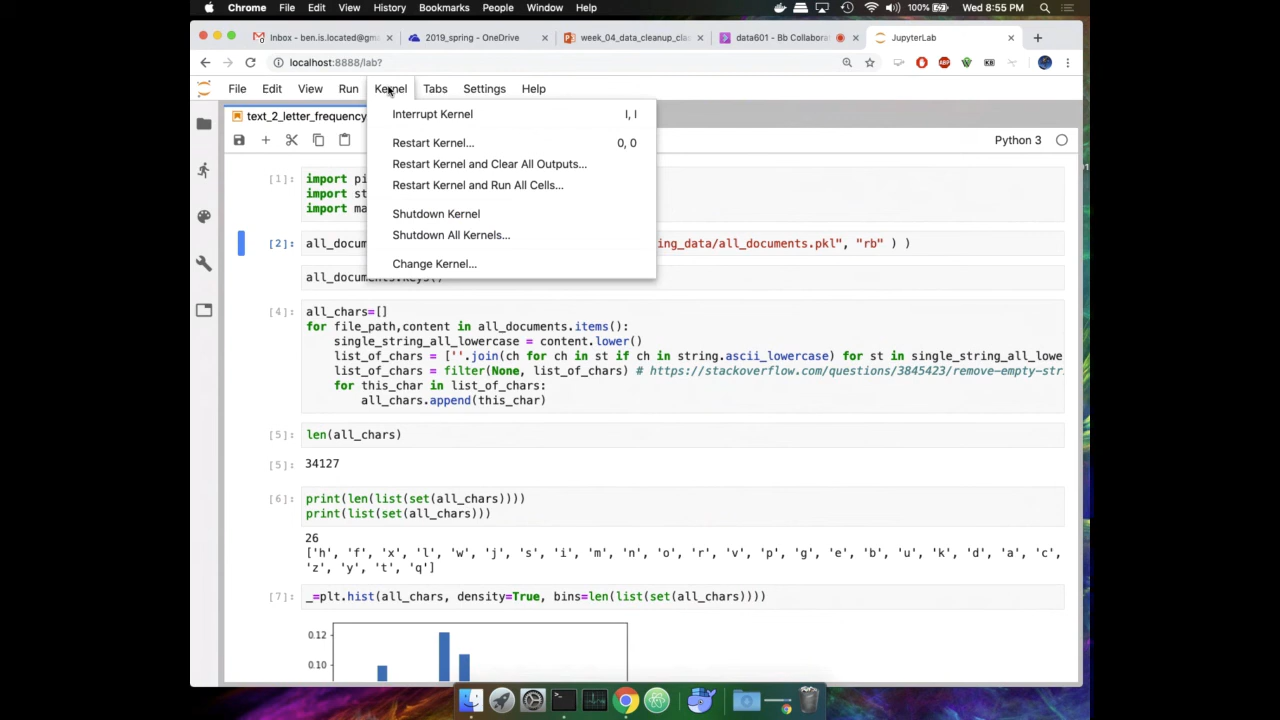 Chrome File Edit View History Bookmarks People Window Help 100% Wed 8:55 PM
Inbox - ben.is.located@gm
2019_spring - OneDrive
week_04_data_cleanup_cla
data601 - Bb Collabora
JupyterLab
localhost:8888/lab?
File Edit View Run Kernel Tabs Settings Help
text_2_letter_frequency
Interrupt Kernel I, I
Restart Kernel... 0, 0
Restart Kernel and Clear All Outputs...
Restart Kernel and Run All Cells...
Shutdown Kernel
Shutdown All Kernels...
Change Kernel...
Python 3
[1]: import pi
import st
import ma
[2]: all_docum ing_data/all_documents.pkl", "rb" ) )
all_documents.keys()
[4]: all_chars=[]
for file_path,content in all_documents.items():
single_string_all_lowercase = content.lower()
list_of_chars = [''.join(ch for ch in st if ch in string.ascii_lowercase) for st in single_string_all_lowe
list_of_chars = filter(None, list_of_chars) # https://stackoverflow.com/questions/3845423/remove-empty-str
for this_char in list_of_chars:
all_chars.append(this_char)
[5]: len(all_chars)
[5]: 34127
[6]: print(len(list(set(all_chars))))
print(list(set(all_chars)))
26
['h', 'f', 'x', 'l', 'w', 'j', 's', 'i', 'm', 'n', 'o', 'r', 'v', 'p', 'g', 'e', 'b', 'u', 'k', 'd', 'a', 'c',
'z', 'y', 't', 'q']
[7]: _=plt.hist(all_chars, density=True, bins=len(list(set(all_chars))))
0.12
0.10